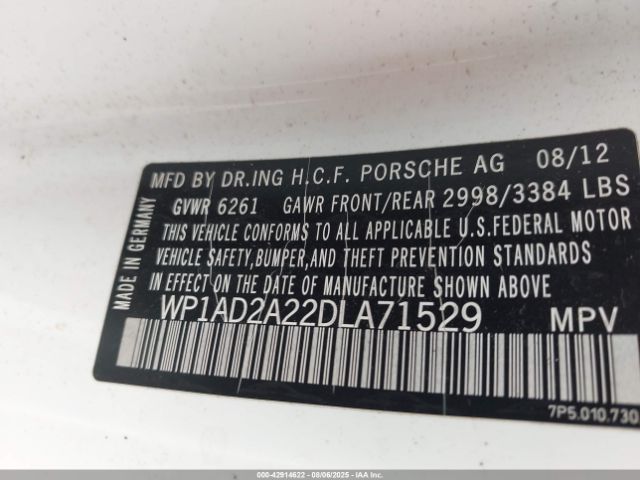 MFD BY DR.ING H.C.F. PORSCHE AG 08/12
GVWR 6261 GAWR FRONT/REAR 2998/3384 LBS
THIS VEHICLE CONFORMS TO ALL APPLICABLE U.S.FEDERAL MOTOR
VEHICLE SAFETY,BUMPER,AND THEFT PREVENTION STANDARDS
IN EFFECT ON THE DATE OF MANUFACTURE SHOWN ABOVE
WP1AD2A22DLA71529 MPV
MADE IN GERMANY
7P5.010.730
000-42914622 - 08/06/2025 - IAA Inc.